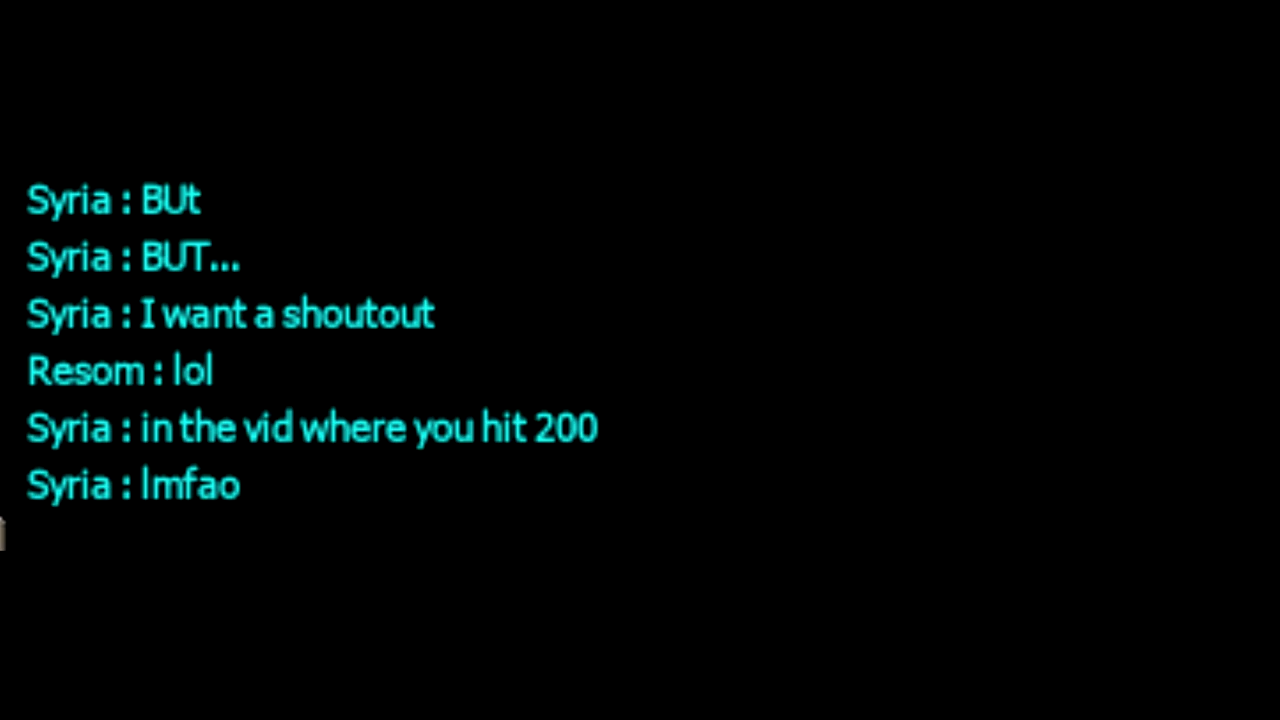 Syria : BUt
Syria : BUT...
Syria : I want a shoutout
Resom : lol
Syria : in the vid where you hit 200
Syria : lmfao